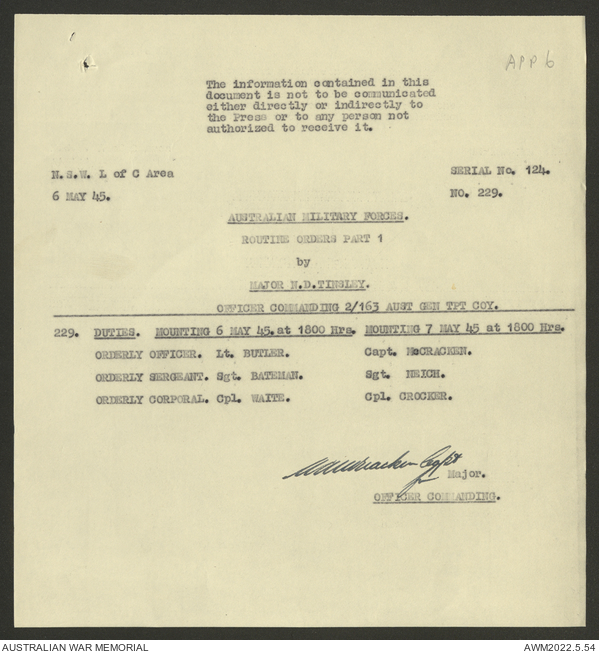 APP 6
The information contained in this
document is not to be communicated
either directly or indirectly to
the Press or to any person not
authorized to receive it.
N.S.W. L of C Area SERIAL No. 124.
6 MAY 45. NO. 229.
AUSTRALIAN MILITARY FORCES.
ROUTINE ORDERS PART 1
by
MAJOR N.D.TINSLEY.
OFFICER COMMANDING 2/163 AUST GEN TPT COY.
229. DUTIES. MOUNTING 6 MAY 45.at 1800 Hrs. MOUNTING 7 MAY 45 at 1800 Hrs.
ORDERLY OFFICER. Lt. BUTLER. Capt. McCRACKEN.
ORDERLY SERGEANT. Sgt. BATEMAN. Sgt. NEICH.
ORDERLY CORPORAL. Cpl. WAITE. Cpl. CROCKER.
McCracken Capt
Major.
OFFICER COMMANDING.
AUSTRALIAN WAR MEMORIAL AWM2022.5.54